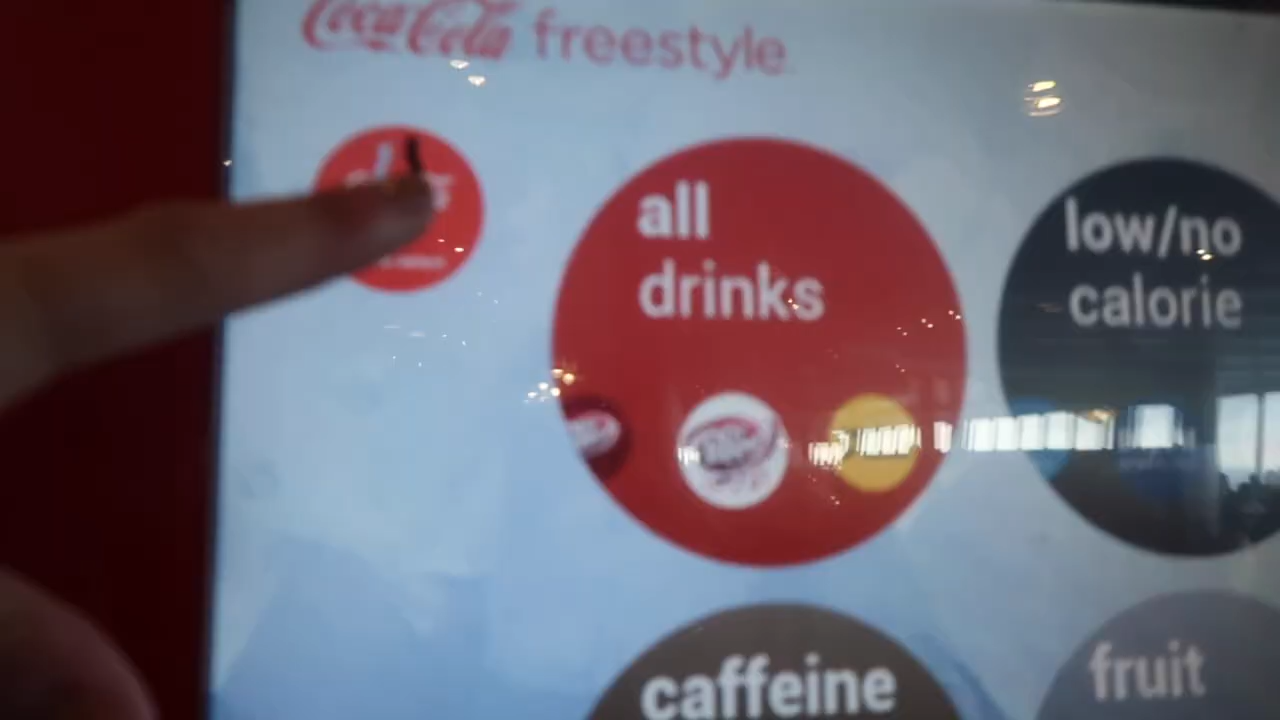 Coca-Cola freestyle
all
drinks
low/no
calorie
caffeine
fruit